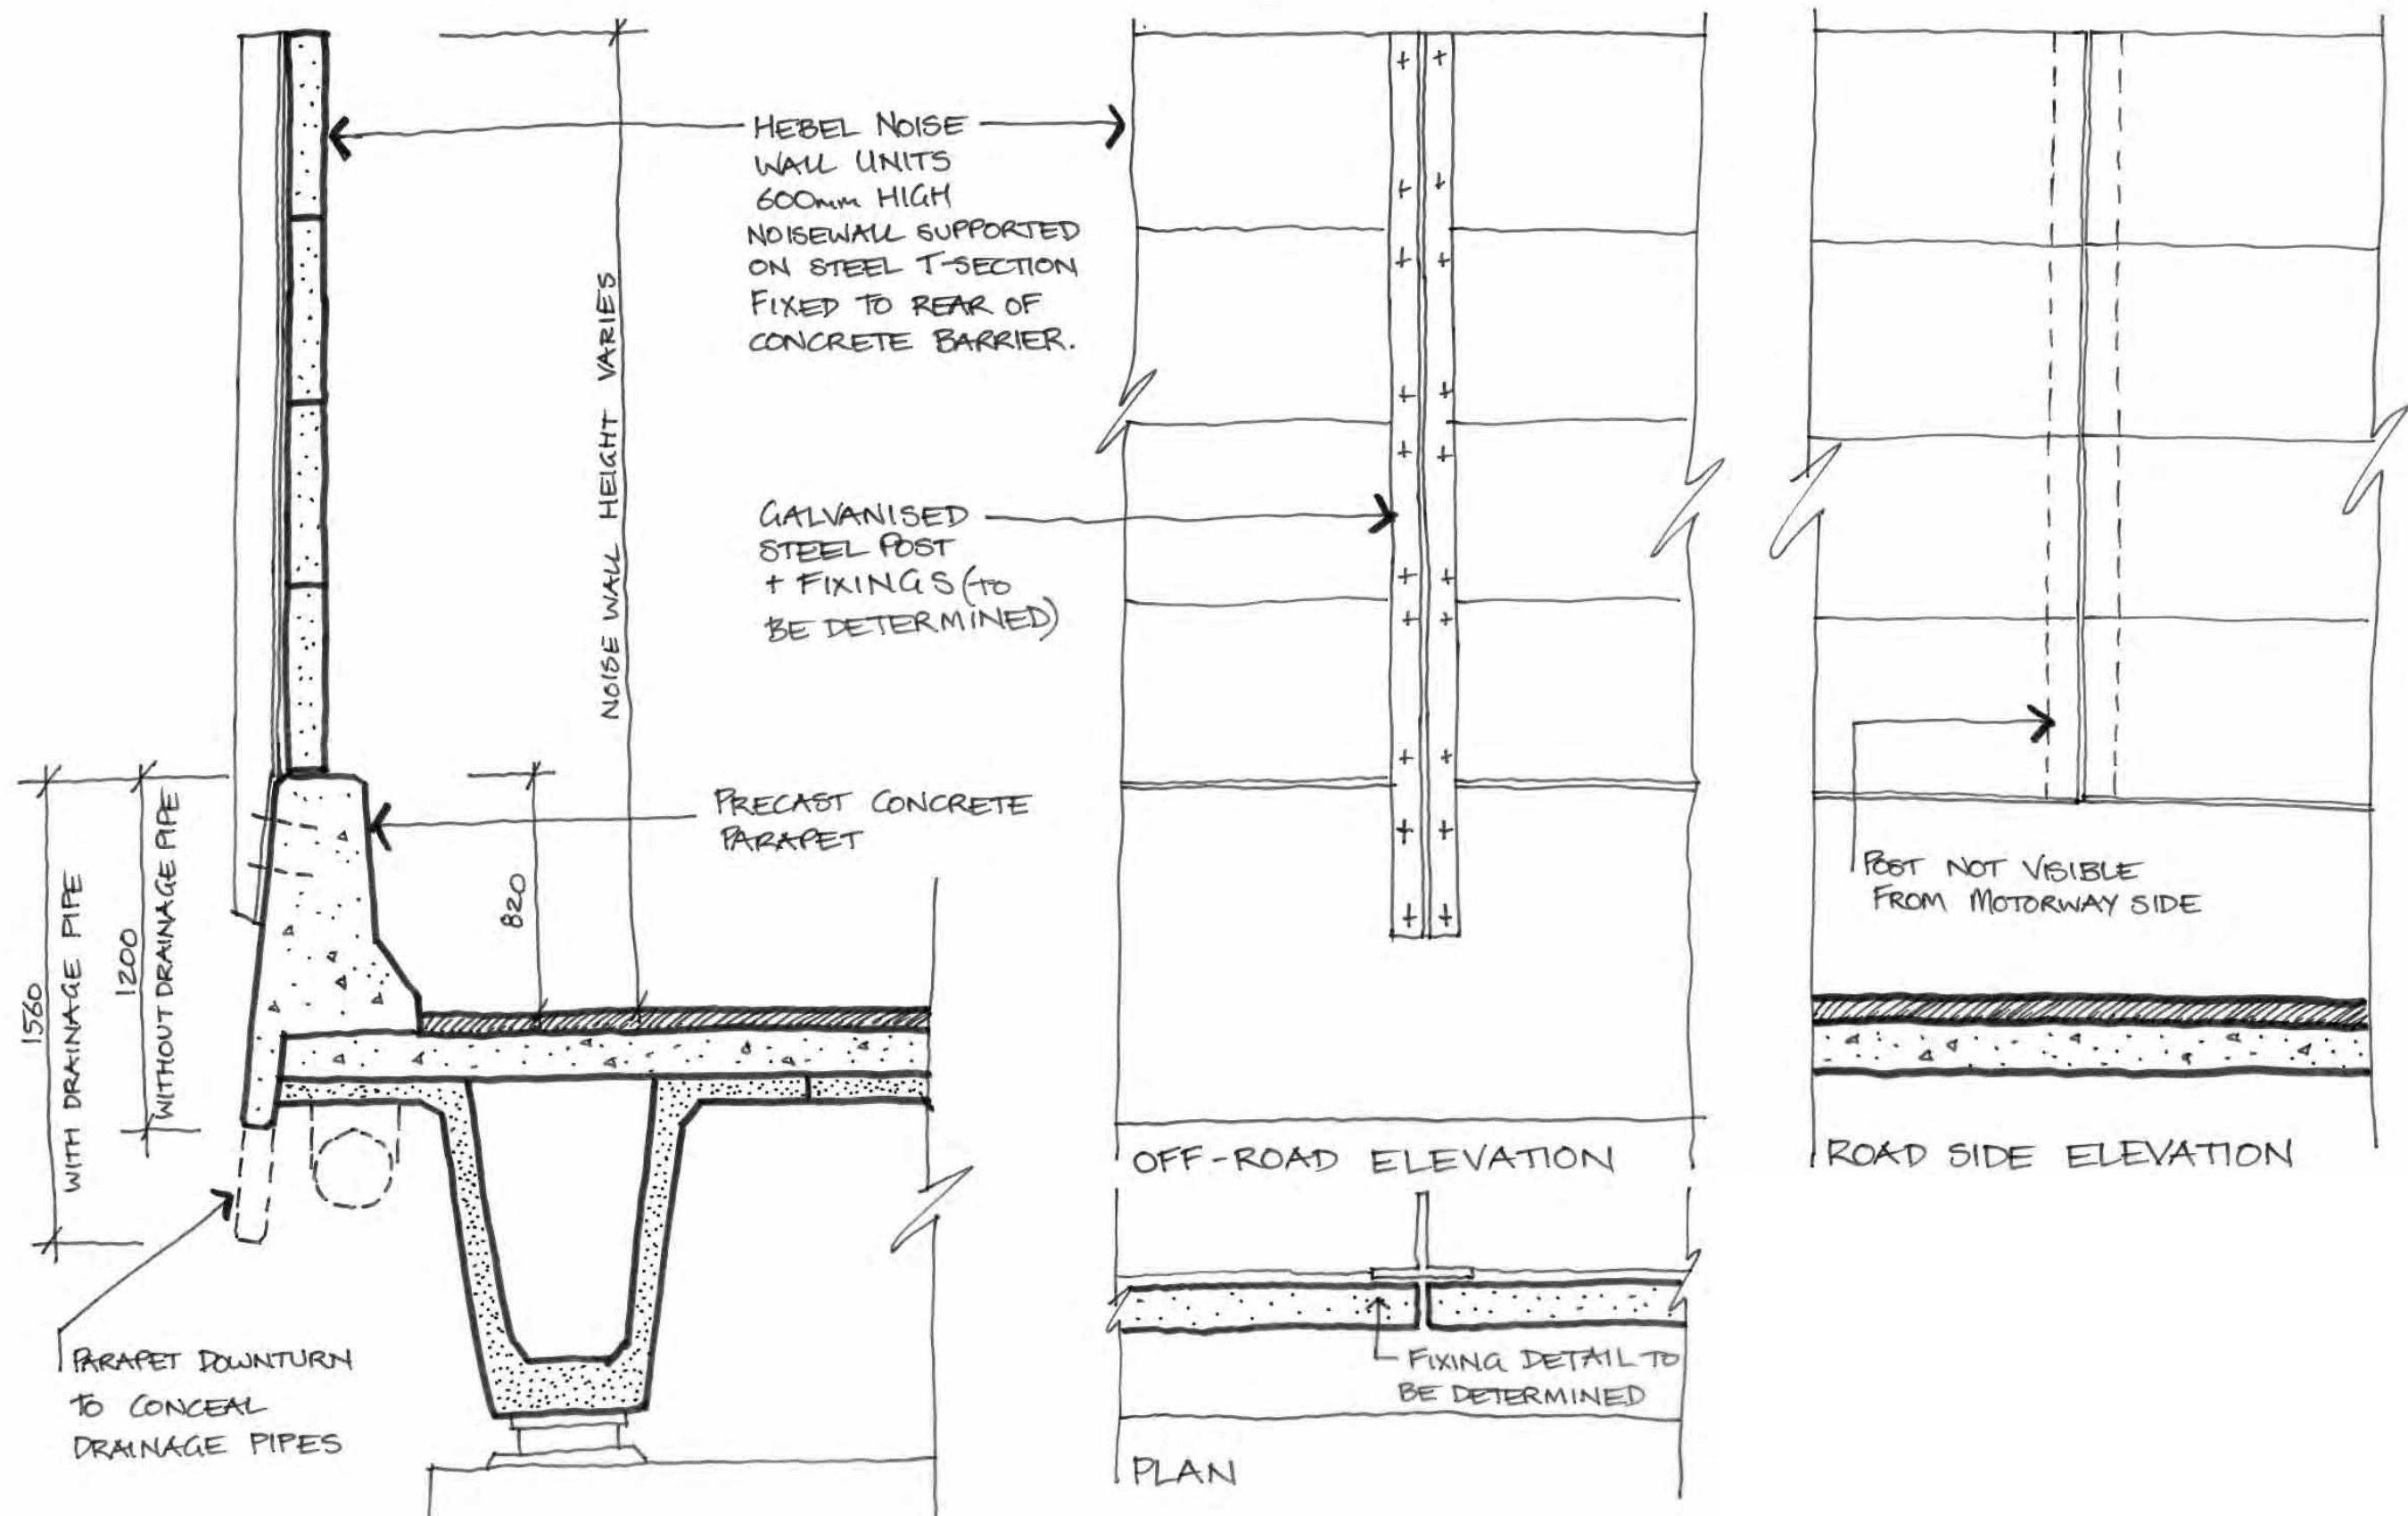 HEBEL NOISE
WALL UNITS
600mm HIGH
NOISEWALL SUPPORTED
ON STEEL T-SECTION
FIXED TO REAR OF
CONCRETE BARRIER.
NOISE WALL HEIGHT VARIES
GALVANISED
STEEL POST
+ FIXINGS (TO
BE DETERMINED)
PRECAST CONCRETE
PARAPET
820
1560
WITH DRAINAGE PIPE
1200
WITHOUT DRAINAGE PIPE
PARAPET DOWNTURN
TO CONCEAL
DRAINAGE PIPES
POST NOT VISIBLE
FROM MOTORWAY SIDE
OFF-ROAD ELEVATION
ROAD SIDE ELEVATION
FIXING DETAIL TO
BE DETERMINED
PLAN